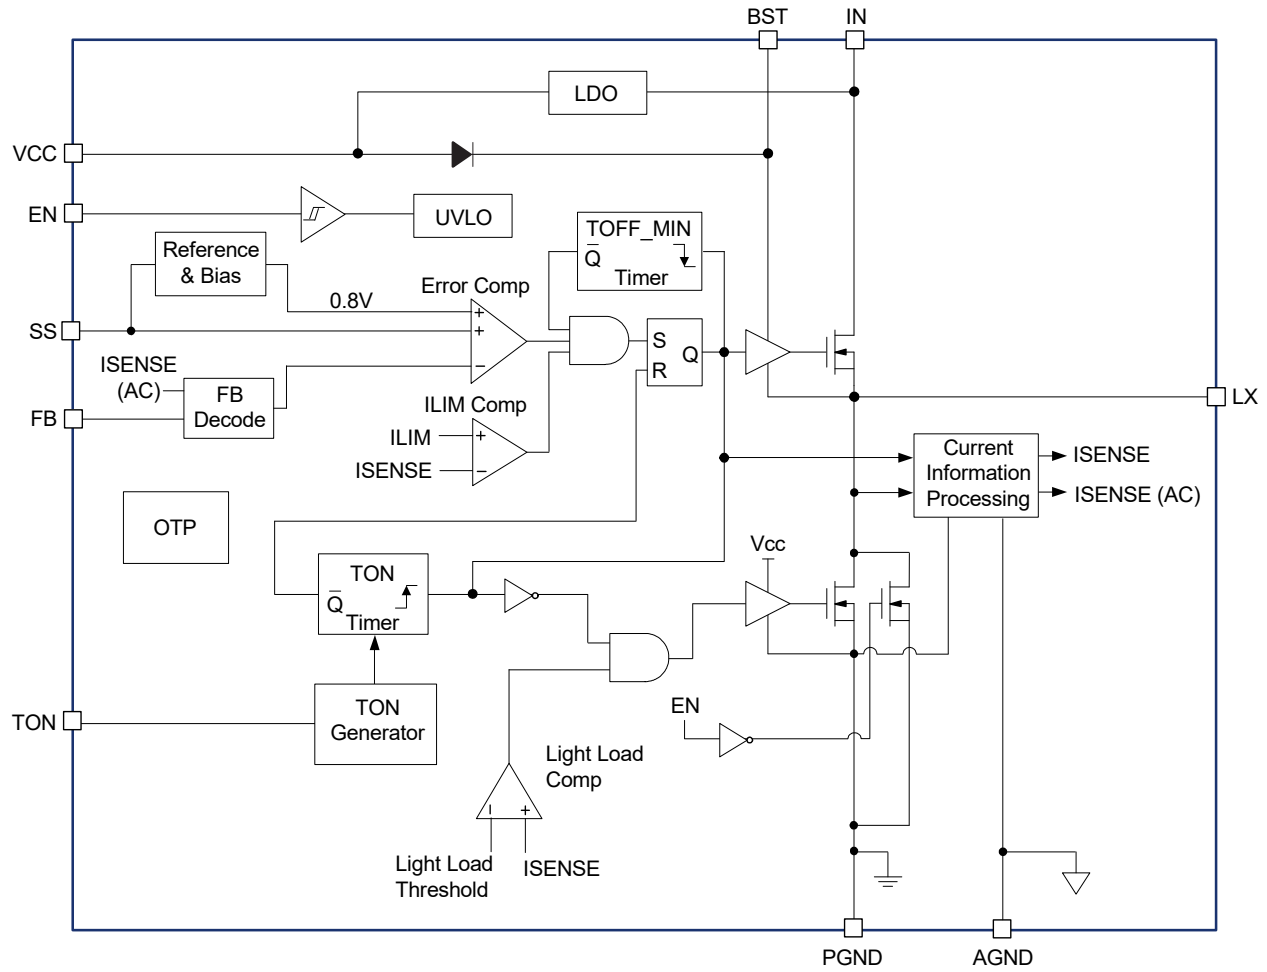 BST
IN
LDO
VCC
EN
UVLO
TOFF_MIN
Q
Timer
Reference
& Bias
Error Comp
0.8V
+
+
−
SS
S
Q
R
ISENSE
(AC)
FB
Decode
FB
LX
ILIM Comp
ILIM
+
ISENSE
−
Current
Information
Processing
ISENSE
ISENSE (AC)
OTP
Vcc
TON
Q
Timer
TON
TON
Generator
EN
Light Load
Comp
−
+
Light Load
Threshold
ISENSE
PGND
AGND